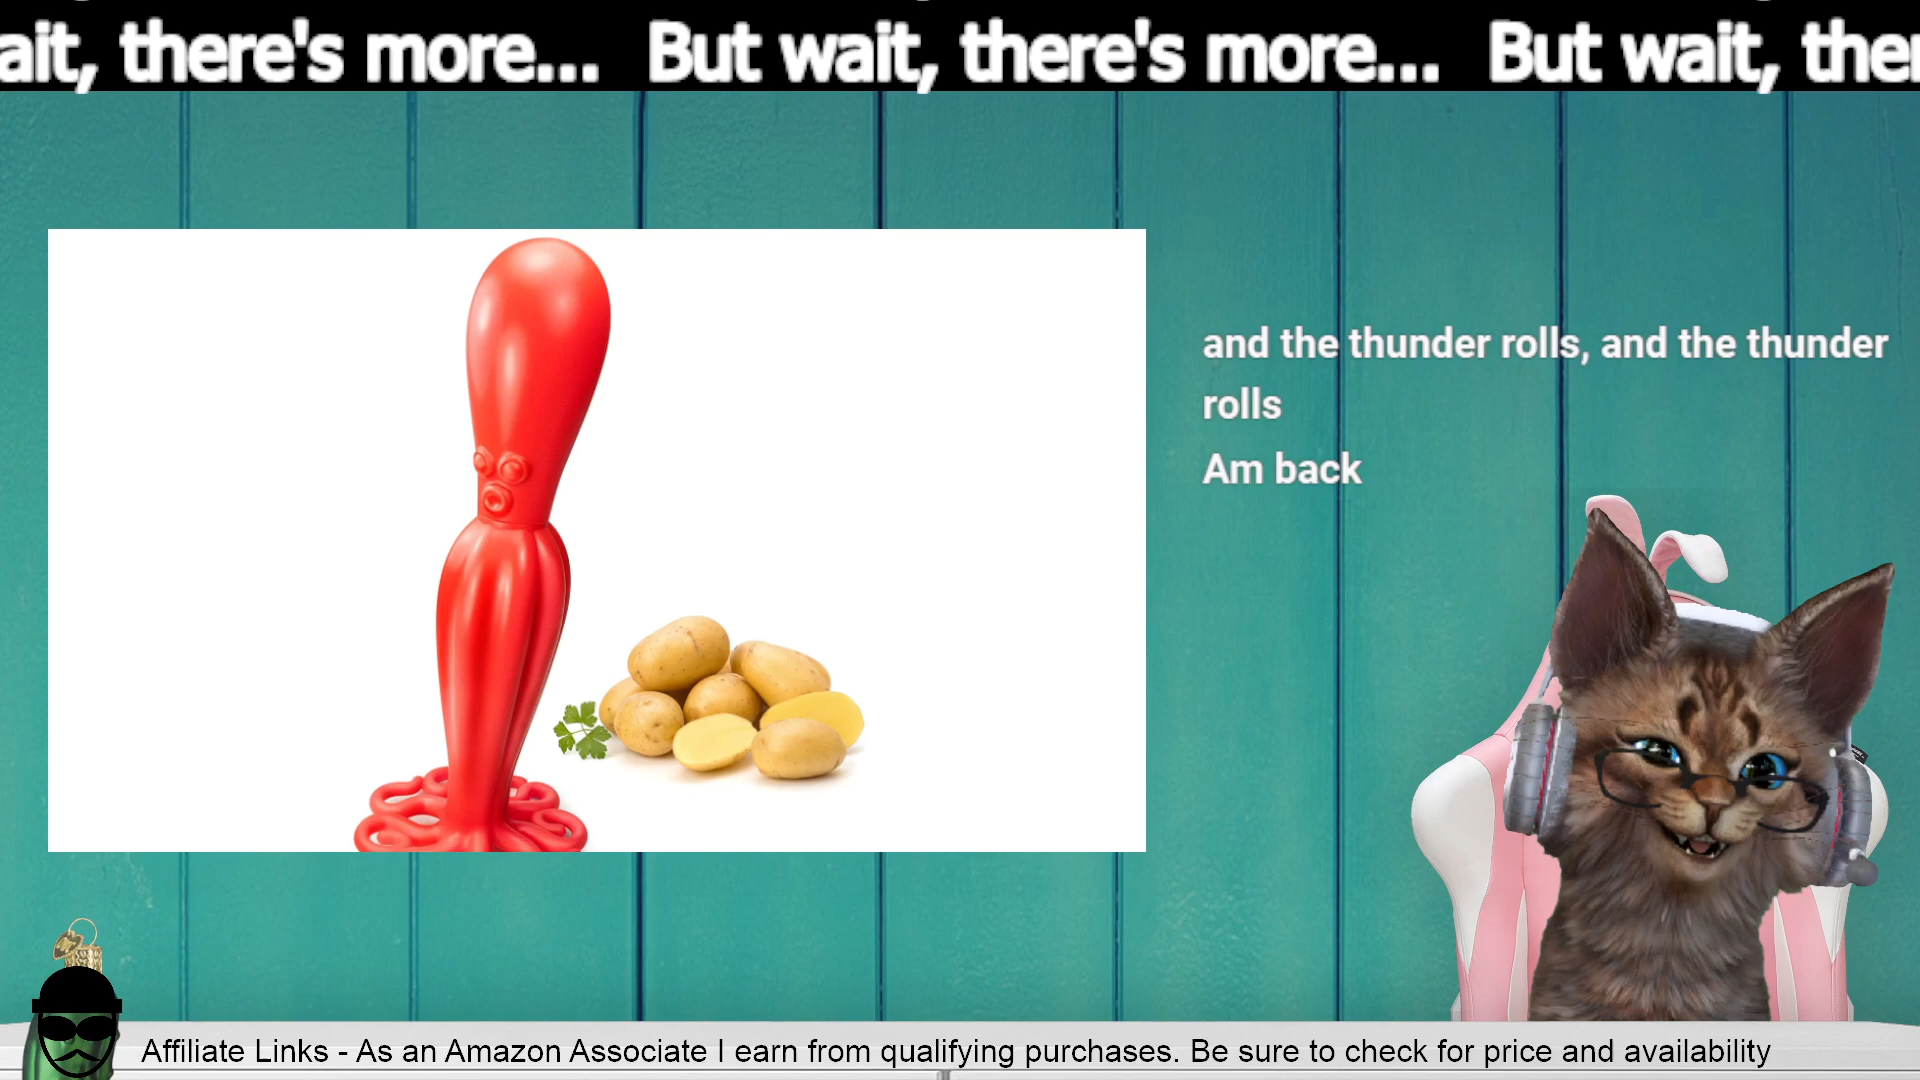 ait, there's more... But wait, there's more... But wait, ther
and the thunder rolls, and the thunder
rolls
Am back
Affiliate Links - As an Amazon Associate I earn from qualifying purchases. Be sure to check for price and availability